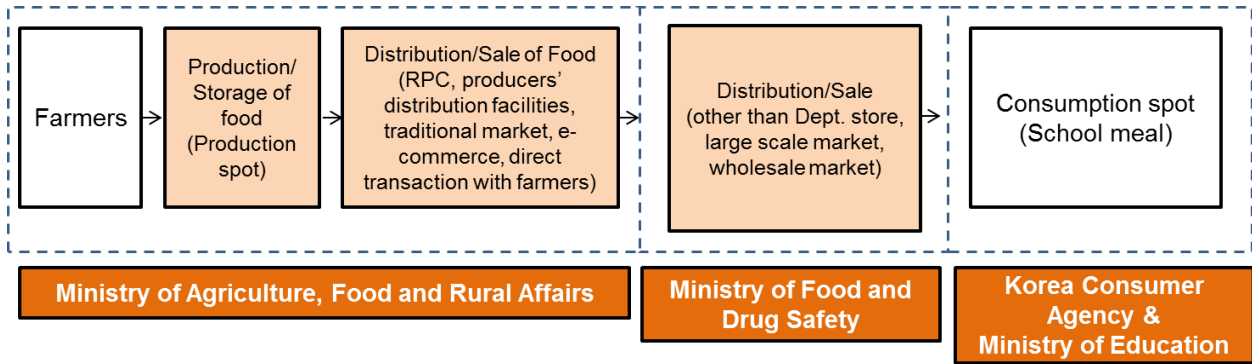 Farmers
Production/
Storage of
food
(Production
spot)
Distribution/Sale of Food
(RPC, producers’
distribution facilities,
traditional market, e-
commerce, direct
transaction with farmers)
Distribution/Sale
(other than Dept. store,
large scale market,
wholesale market)
Consumption spot
(School meal)
Ministry of Agriculture, Food and Rural Affairs
Ministry of Food and
Drug Safety
Korea Consumer
Agency &
Ministry of Education